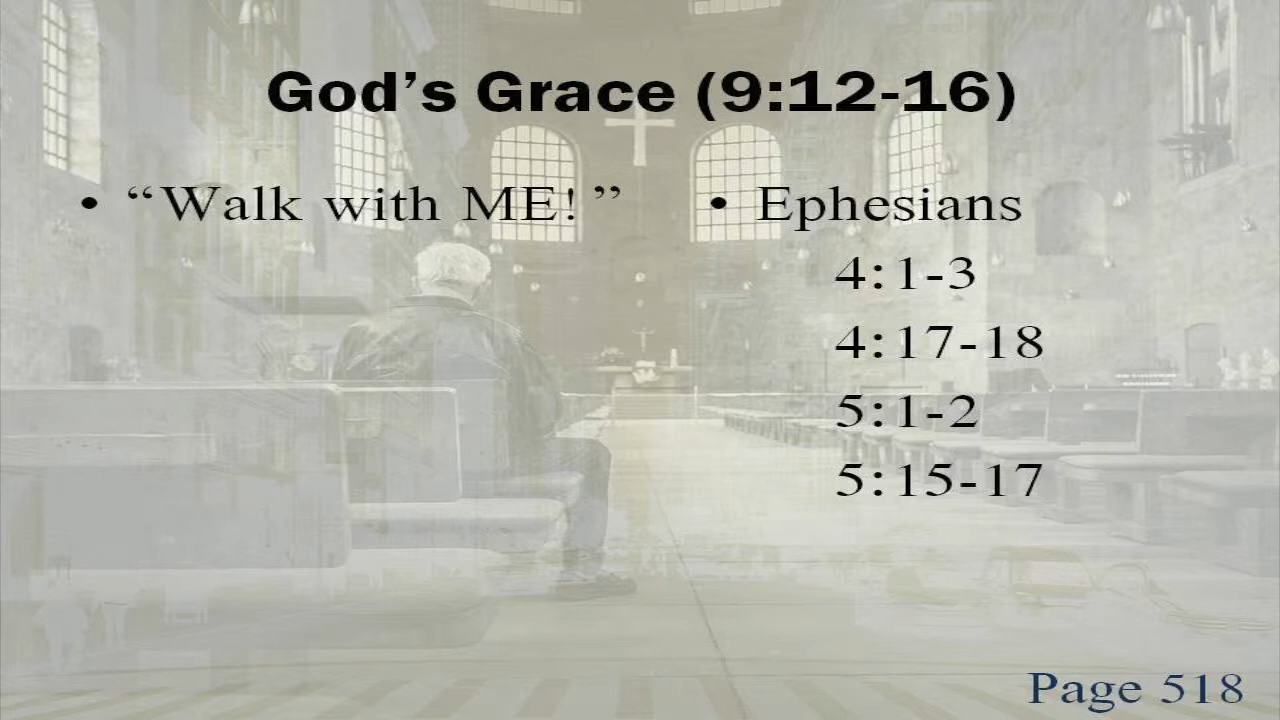 God’s Grace (9:12-16)
• “Walk with ME!”
• Ephesians
4:1-3
4:17-18
5:1-2
5:15-17
Page 518